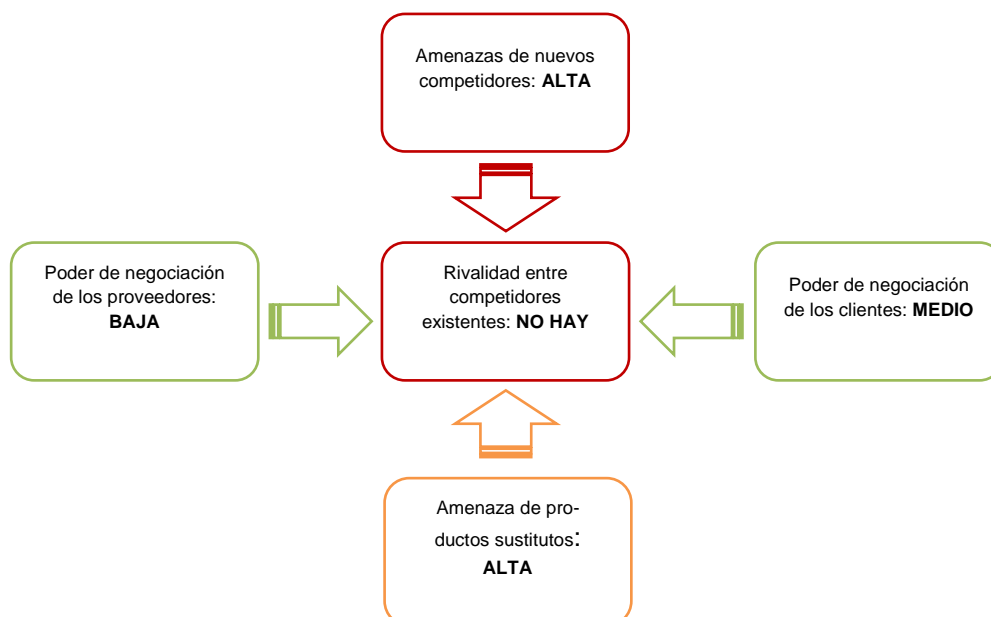 Amenazas de nuevos
competidores: ALTA
Poder de negociación
de los proveedores:
BAJA
Rivalidad entre
competidores
existentes: NO HAY
Poder de negociación
de los clientes: MEDIO
Amenaza de pro-
ductos sustitutos:
ALTA